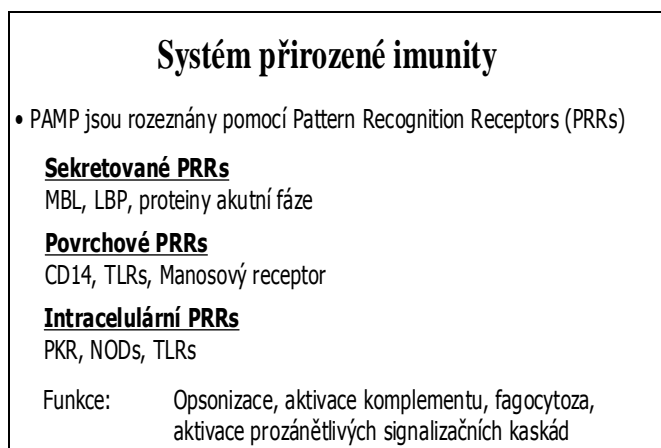 Systém přirozené imunity
• PAMP jsou rozeznány pomocí Pattern Recognition Receptors (PRRs)
Sekretované PRRs
MBL, LBP, proteiny akutní fáze
Povrchové PRRs
CD14, TLRs, Manosový receptor
Intracelulární PRRs
PKR, NODs, TLRs
Funkce: Opsonizace, aktivace komplementu, fagocytoza,
aktivace prozánětlivých signalizačních kaskád